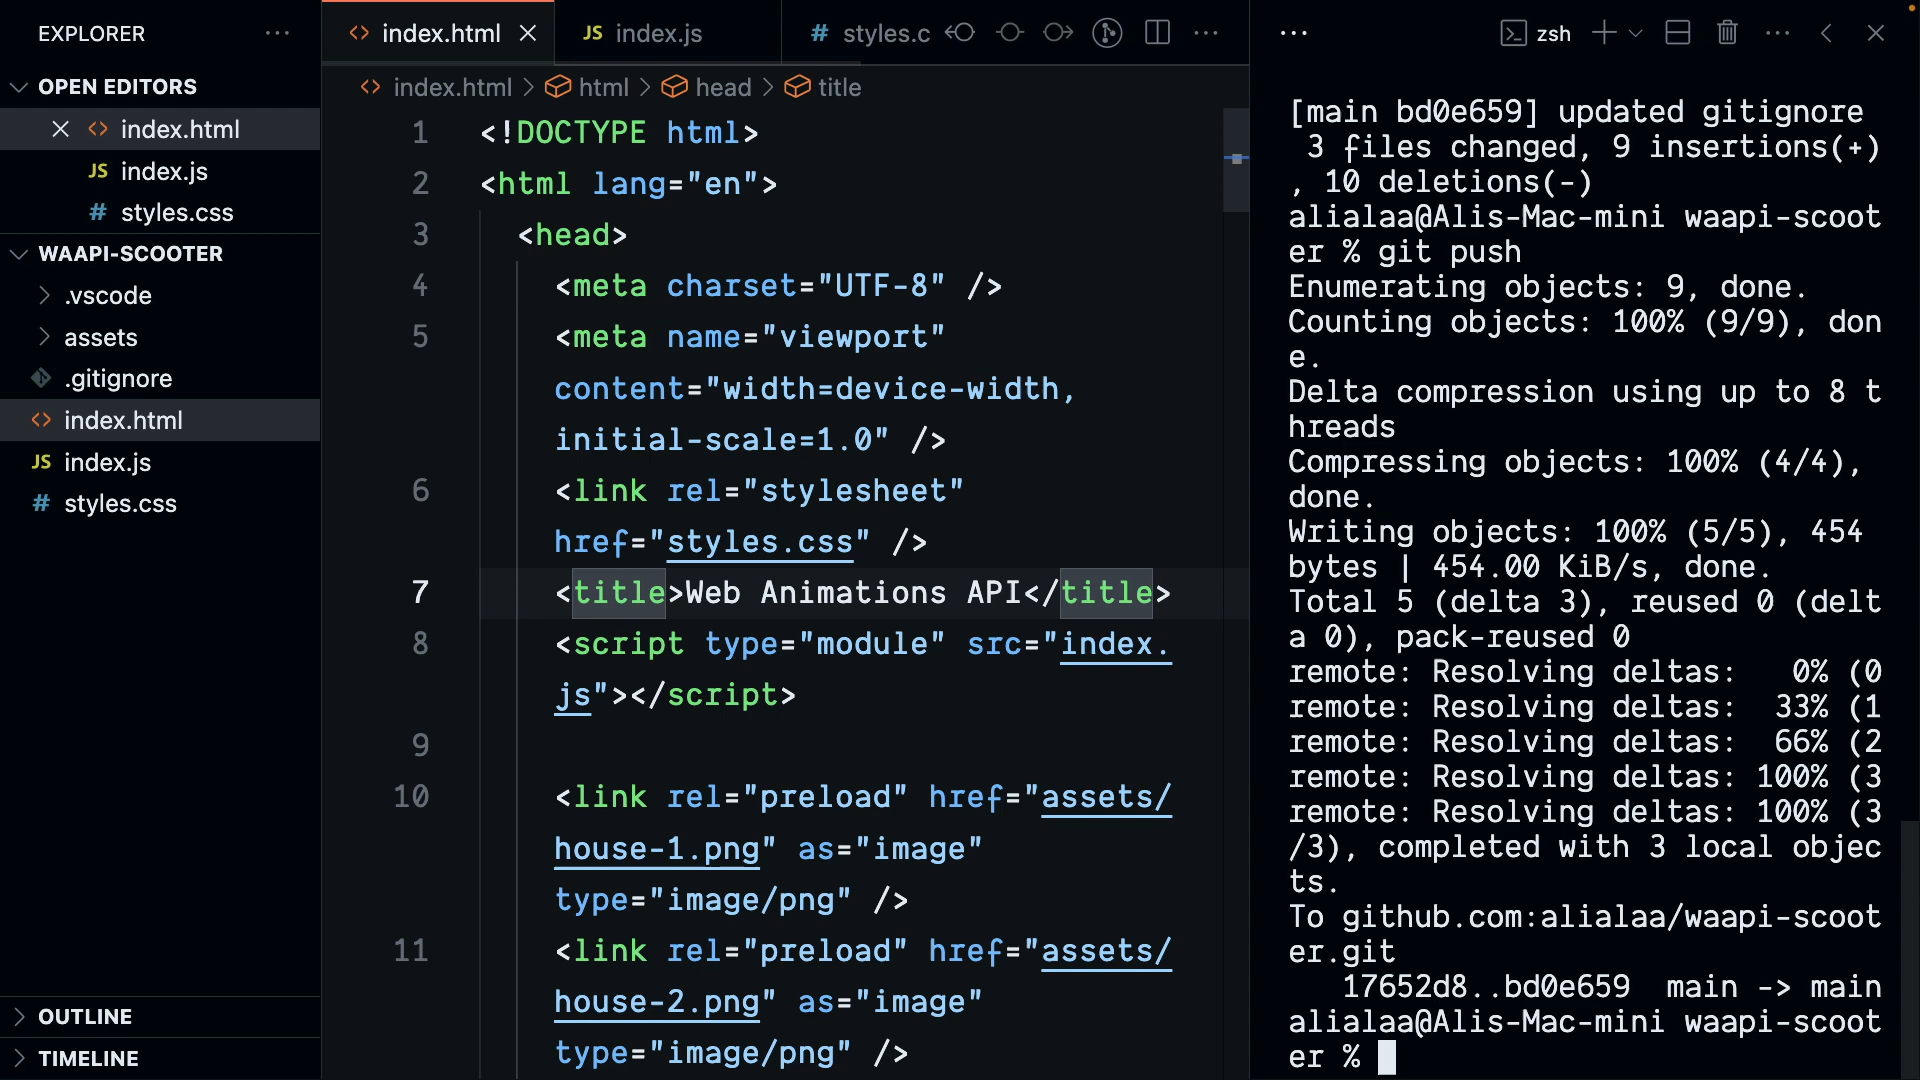 EXPLORER
OPEN EDITORS
index.html
JS index.js
# styles.css
WAAPI-SCOOTER
.vscode
assets
.gitignore
index.html
JS index.js
# styles.css
OUTLINE
TIMELINE
index.html
JS index.js
# styles.c
index.html > html > head > title
1 <!DOCTYPE html>
2 <html lang="en">
3 <head>
4 <meta charset="UTF-8" />
5 <meta name="viewport"
content="width=device-width,
initial-scale=1.0" />
6 <link rel="stylesheet"
href="styles.css" />
7 <title>Web Animations API</title>
8 <script type="module" src="index.
js"></script>
9
10 <link rel="preload" href="assets/
house-1.png" as="image"
type="image/png" />
11 <link rel="preload" href="assets/
house-2.png" as="image"
type="image/png" />
zsh
[main bd0e659] updated gitignore
3 files changed, 9 insertions(+)
, 10 deletions(-)
alialaa@Alis-Mac-mini waapi-scoot
er % git push
Enumerating objects: 9, done.
Counting objects: 100% (9/9), don
e.
Delta compression using up to 8 t
hreads
Compressing objects: 100% (4/4),
done.
Writing objects: 100% (5/5), 454
bytes | 454.00 KiB/s, done.
Total 5 (delta 3), reused 0 (delt
a 0), pack-reused 0
remote: Resolving deltas:   0% (0
remote: Resolving deltas:  33% (1
remote: Resolving deltas:  66% (2
remote: Resolving deltas: 100% (3
remote: Resolving deltas: 100% (3
/3), completed with 3 local objec
ts.
To github.com:alialaa/waapi-scoot
er.git
17652d8..bd0e659  main -> main
alialaa@Alis-Mac-mini waapi-scoot
er %